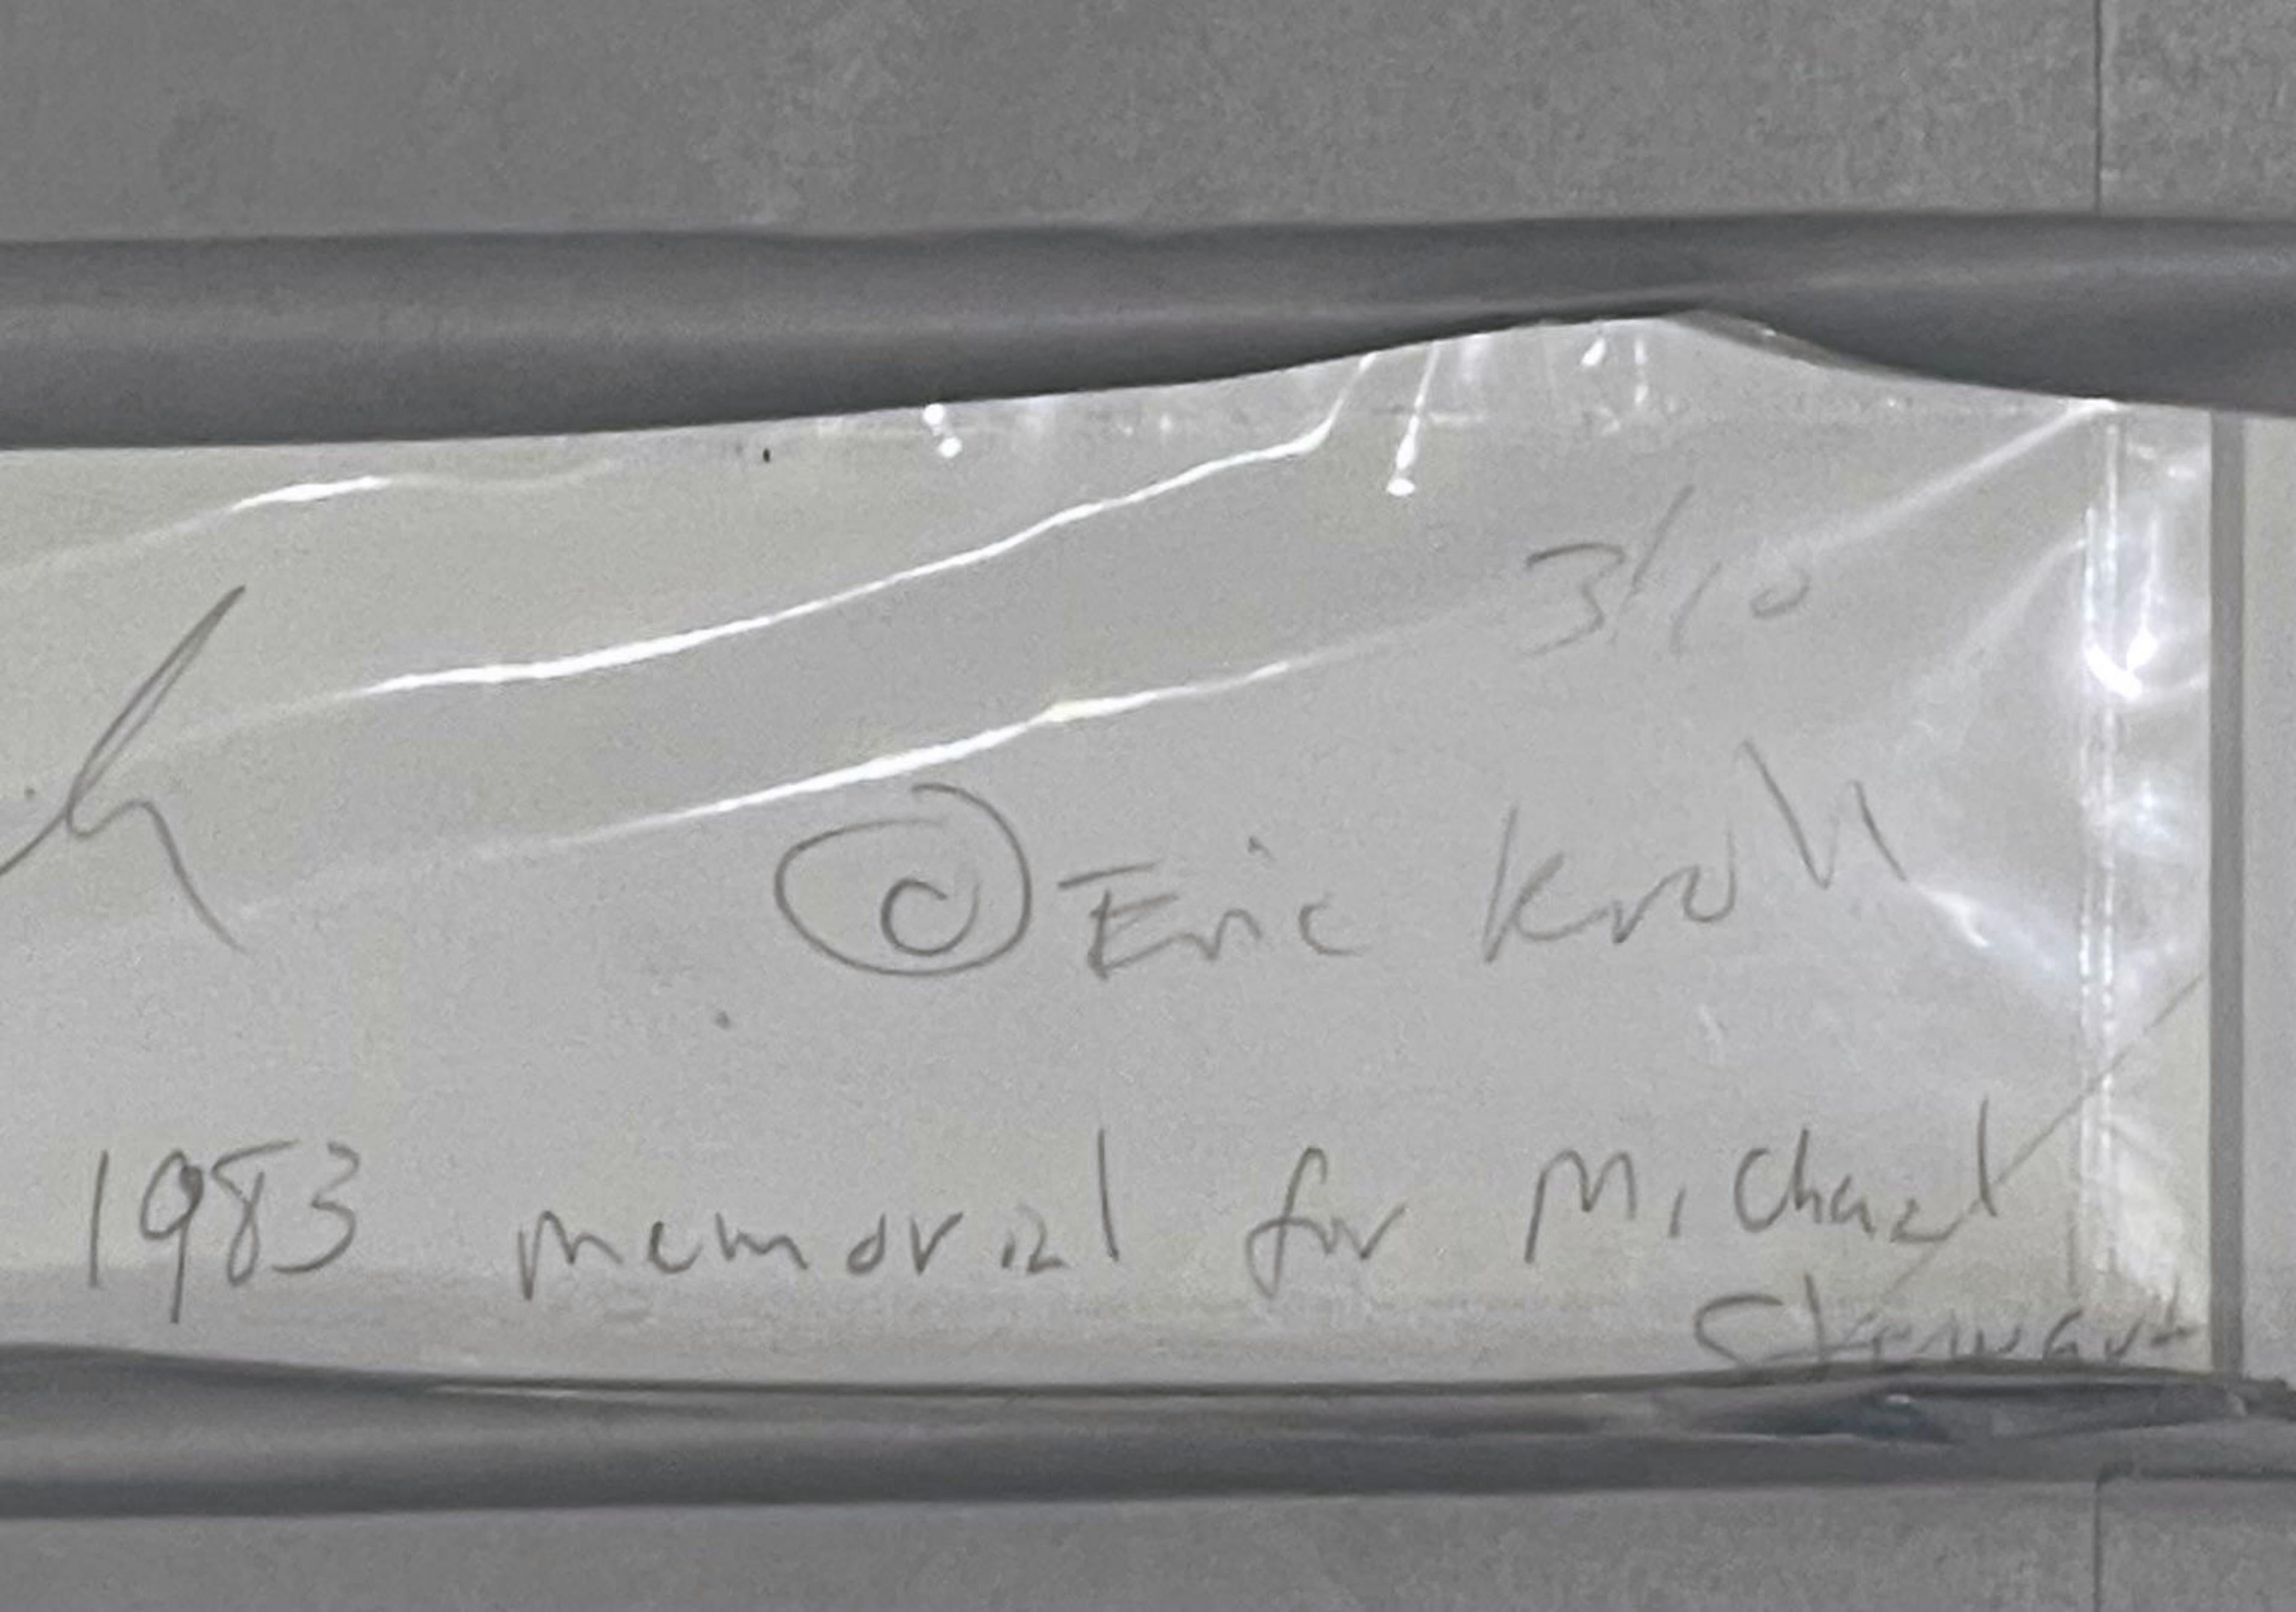 3/10
© Eric Kroll
1983 memorial for Michael
Stewart